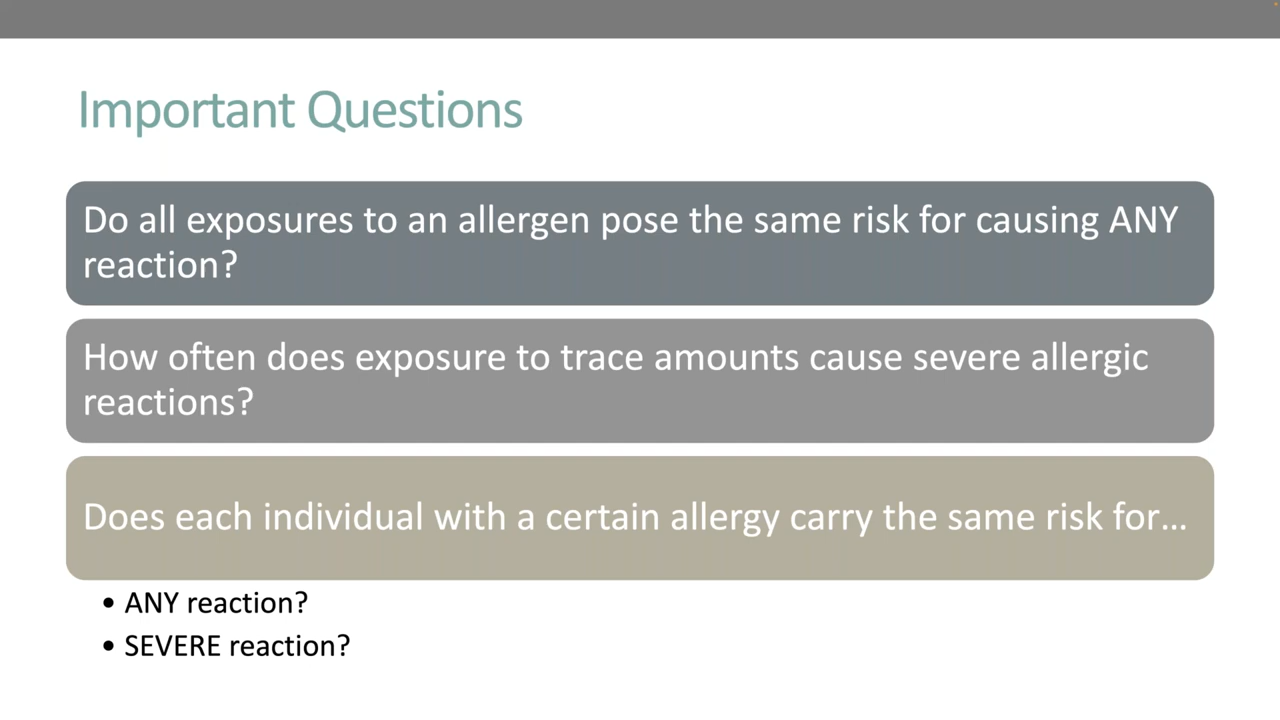 Important Questions
Do all exposures to an allergen pose the same risk for causing ANY
reaction?
How often does exposure to trace amounts cause severe allergic
reactions?
Does each individual with a certain allergy carry the same risk for...
• ANY reaction?
• SEVERE reaction?